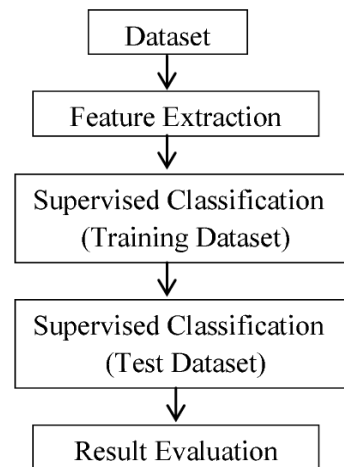 Dataset
Feature Extraction
Supervised Classification
(Training Dataset)
Supervised Classification
(Test Dataset)
Result Evaluation